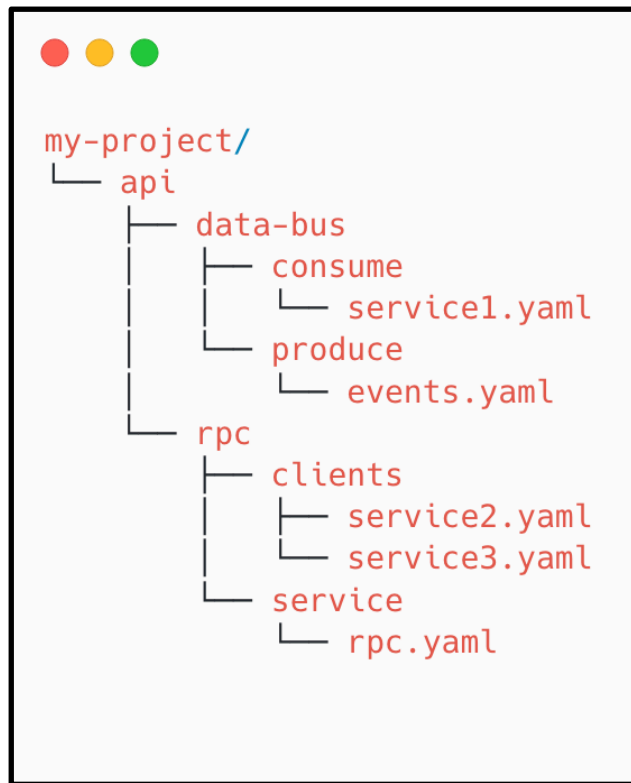 my-project/
└── api
    ├── data-bus
    │   ├── consume
    │   │   └── service1.yaml
    │   └── produce
    │       └── events.yaml
    └── rpc
        ├── clients
        │   ├── service2.yaml
        │   └── service3.yaml
        └── service
            └── rpc.yaml